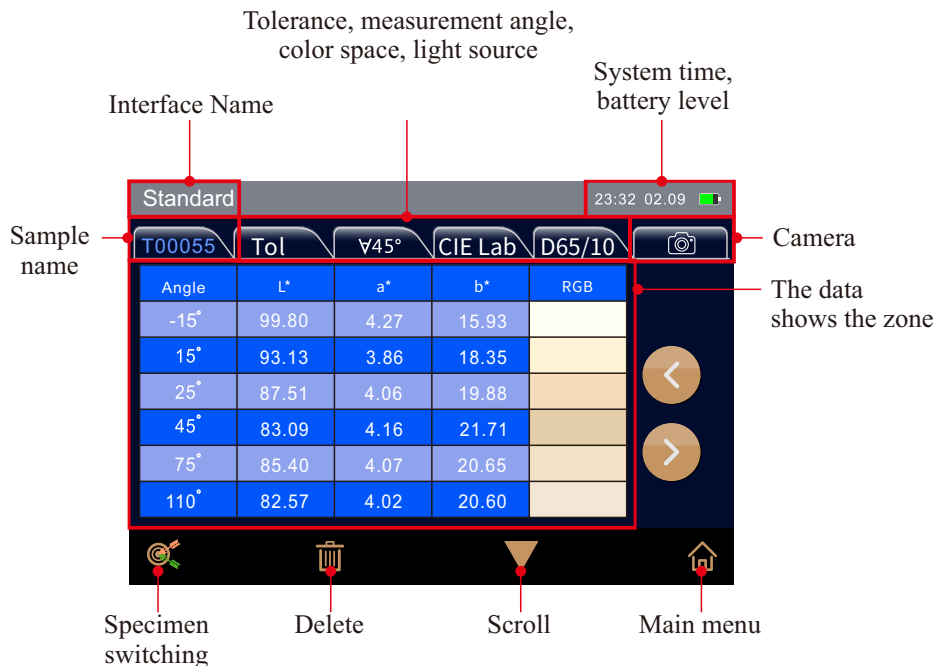 Tolerance, measurement angle,
color space, light source
System time,
battery level
Interface Name
Standard
23:32 02.09
Sample
name
T00055 Tol ∀45° CIE Lab D65/10
Camera
Angle L* a* b* RGB
-15° 99.80 4.27 15.93
15° 93.13 3.86 18.35
25° 87.51 4.06 19.88
45° 83.09 4.16 21.71
75° 85.40 4.07 20.65
110° 82.57 4.02 20.60
The data
shows the zone
Specimen
switching
Delete
Scroll
Main menu